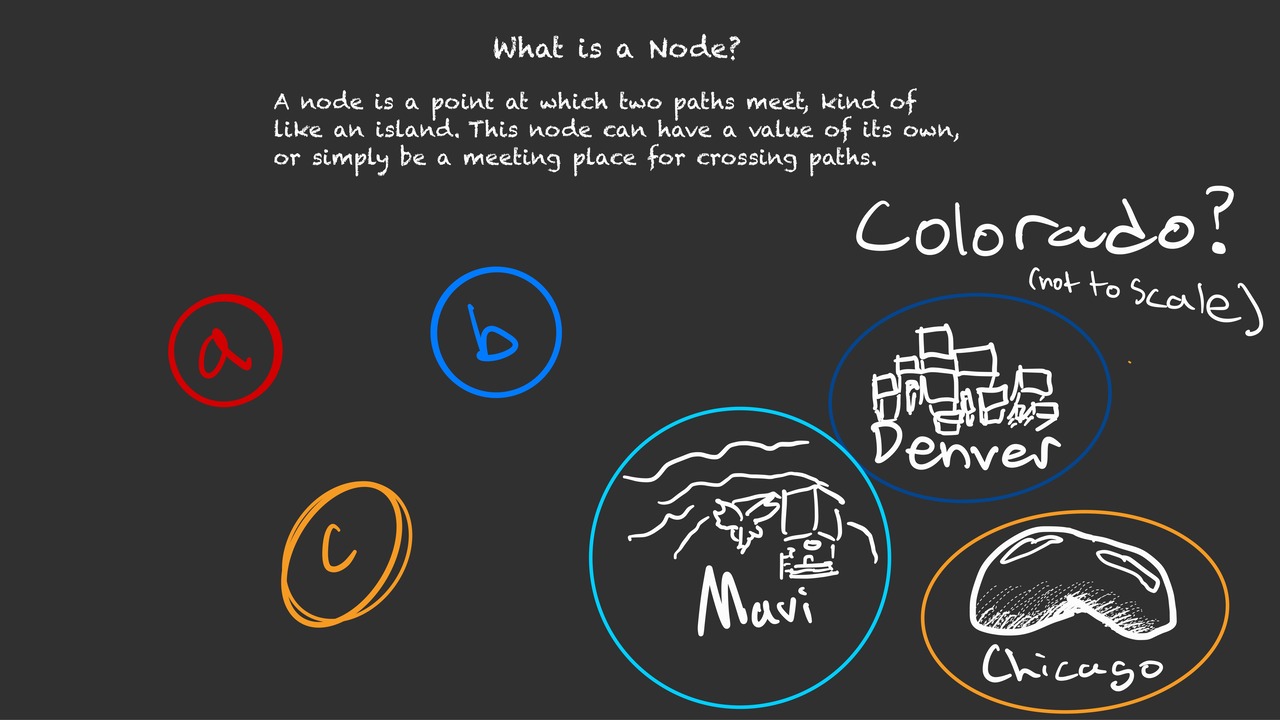 What is a Node?
A node is a point at which two paths meet, kind of
like an island. This node can have a value of its own,
or simply be a meeting place for crossing paths.
Colorado?
(not to scale)
a
b
Denver
c
Mavi
Chicago